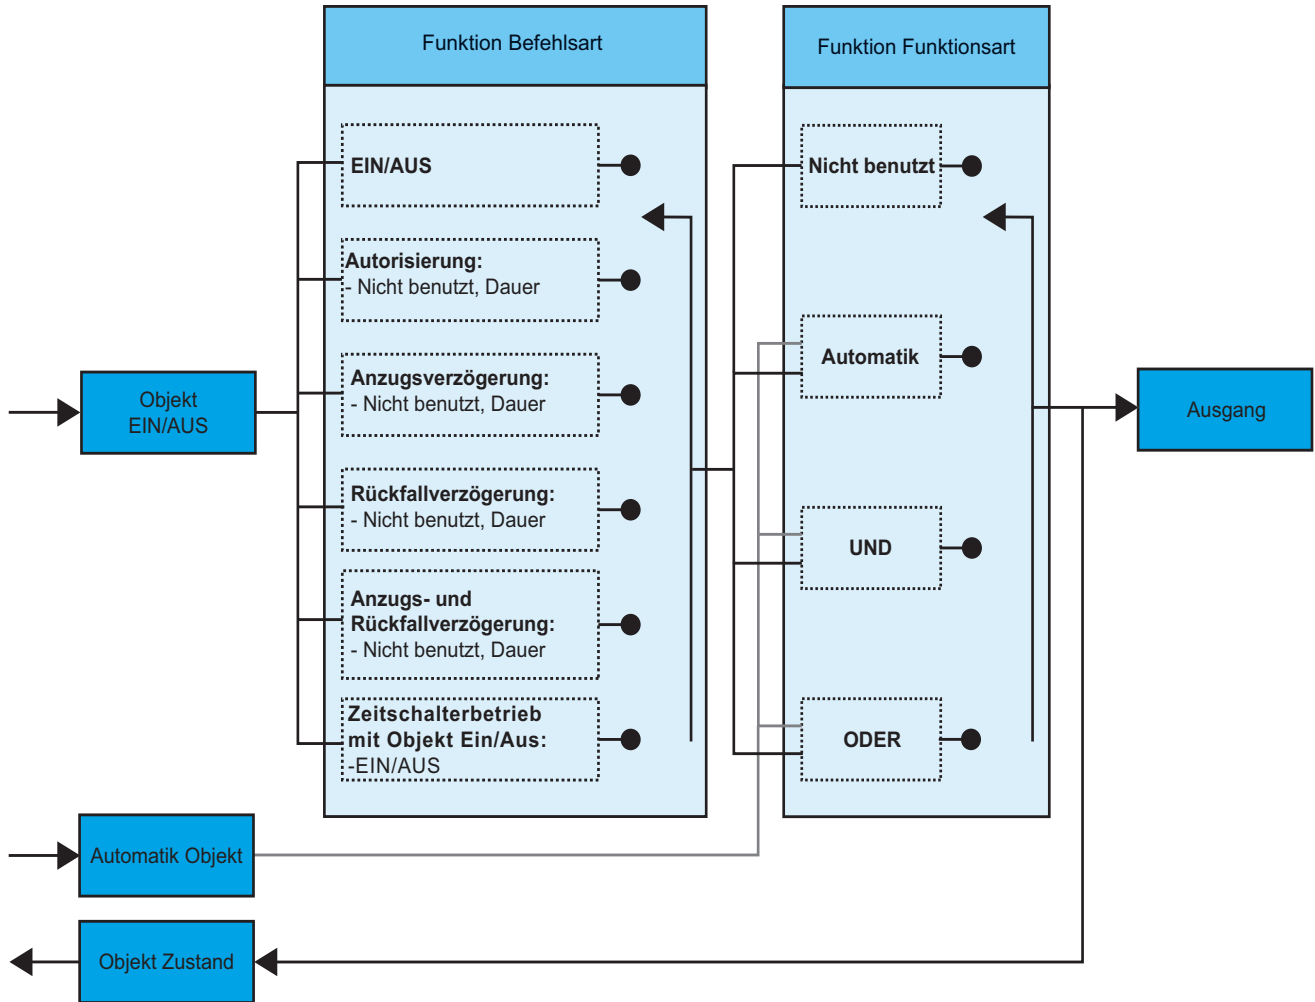 Funktion Befehlsart
EIN/AUS
Autorisierung:
- Nicht benutzt, Dauer
Anzugsverzögerung:
- Nicht benutzt, Dauer
Rückfallverzögerung:
- Nicht benutzt, Dauer
Anzugs- und
Rückfallverzögerung:
- Nicht benutzt, Dauer
Zeitschalterbetrieb
mit Objekt Ein/Aus:
-EIN/AUS
Funktion Funktionsart
Nicht benutzt
Automatik
UND
ODER
Objekt
EIN/AUS
Ausgang
Automatik Objekt
Objekt Zustand